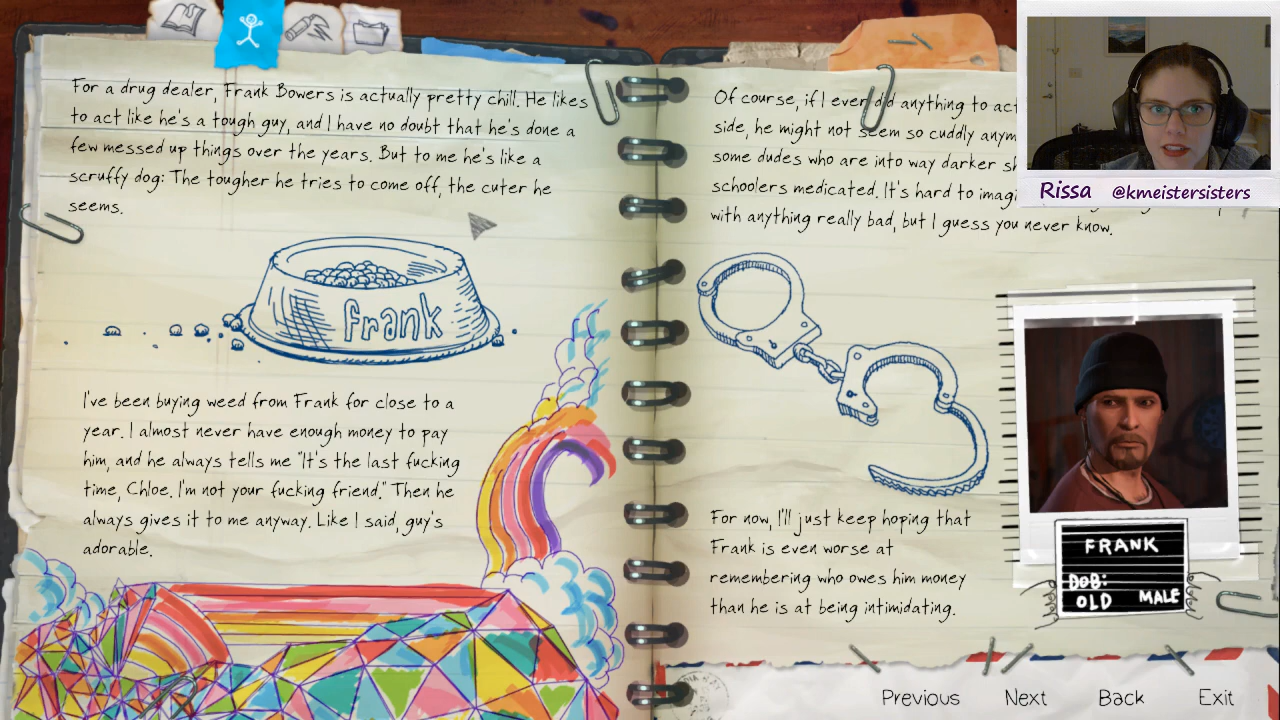 For a drug dealer, Frank Bowers is actually pretty chill. He likes
to act like he's a tough guy, and I have no doubt that he's done a
few messed up things over the years. But to me he's like a
scruffy dog: The tougher he tries to come off, the cuter he
seems.
frank
I've been buying weed from Frank for close to a
year. I almost never have enough money to pay
him, and he always tells me "It's the last fucking
time, Chloe. I'm not your fucking friend." Then he
always gives it to me anyway. Like I said, guy's
adorable.
Of course, if I ever did anything to act
side, he might not seem so cuddly anym
some dudes who are into way darker sh
schoolers medicated. It's hard to imagi
with anything really bad, but I guess you never know.
For now, I'll just keep hoping that
Frank is even worse at
remembering who owes him money
than he is at being intimidating.
FRANK
DOB:
OLD MALE
Rissa @kmeistersisters
Previous Next Back Exit